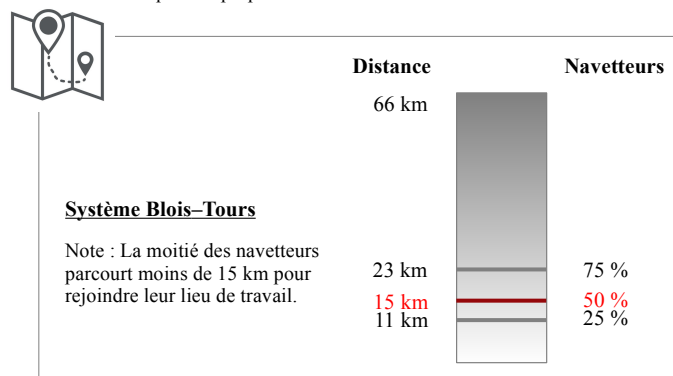 Distance Navetteurs
66 km
Système Blois–Tours
Note : La moitié des navetteurs
parcourt moins de 15 km pour
rejoindre leur lieu de travail.
23 km 75 %
15 km 50 %
11 km 25 %